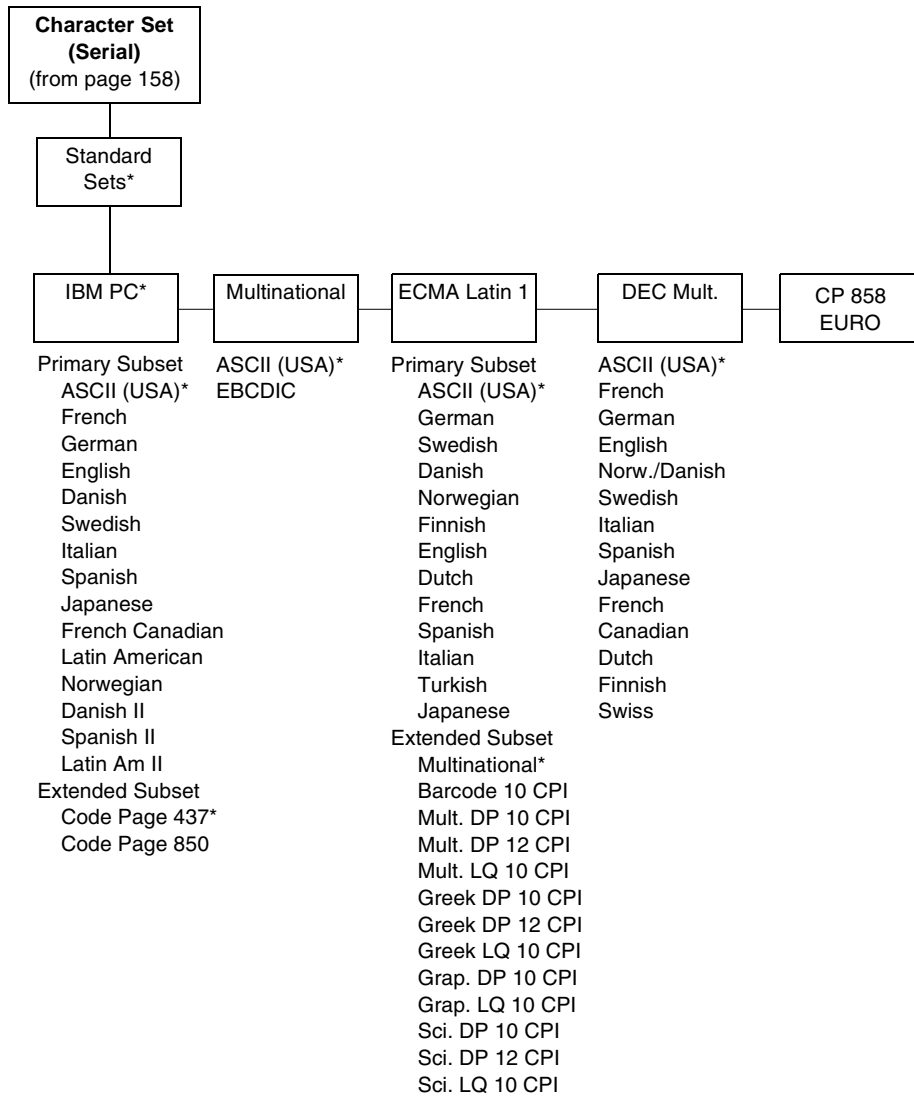 Character Set
(Serial)
(from page 158)
Standard
Sets*
IBM PC*
Primary Subset
ASCII (USA)*
French
German
English
Danish
Swedish
Italian
Spanish
Japanese
French Canadian
Latin American
Norwegian
Danish II
Spanish II
Latin Am II
Extended Subset
Code Page 437*
Code Page 850
Multinational
ASCII (USA)*
EBCDIC
ECMA Latin 1
Primary Subset
ASCII (USA)*
German
Swedish
Danish
Norwegian
Finnish
English
Dutch
French
Spanish
Italian
Turkish
Japanese
Extended Subset
Multinational*
Barcode 10 CPI
Mult. DP 10 CPI
Mult. DP 12 CPI
Mult. LQ 10 CPI
Greek DP 10 CPI
Greek DP 12 CPI
Greek LQ 10 CPI
Grap. DP 10 CPI
Grap. LQ 10 CPI
Sci. DP 10 CPI
Sci. DP 12 CPI
Sci. LQ 10 CPI
DEC Mult.
ASCII (USA)*
French
German
English
Norw./Danish
Swedish
Italian
Spanish
Japanese
French
Canadian
Dutch
Finnish
Swiss
CP 858
EURO